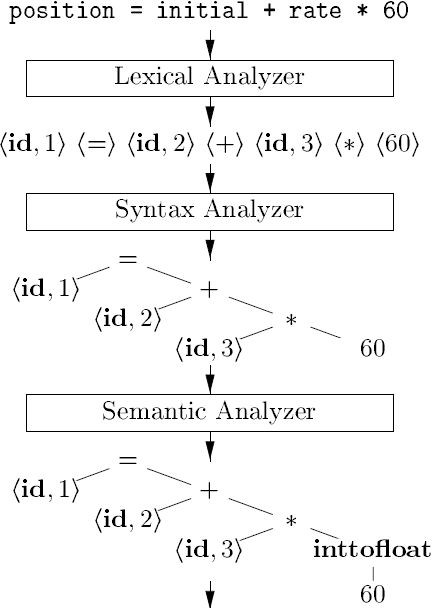 position = initial + rate * 60
Lexical Analyzer
⟨id, 1⟩ ⟨=⟩ ⟨id, 2⟩ ⟨+⟩ ⟨id, 3⟩ ⟨*⟩ ⟨60⟩
Syntax Analyzer
=
⟨id, 1⟩ +
⟨id, 2⟩ *
⟨id, 3⟩ 60
Semantic Analyzer
=
⟨id, 1⟩ +
⟨id, 2⟩ *
⟨id, 3⟩ inttofloat
60